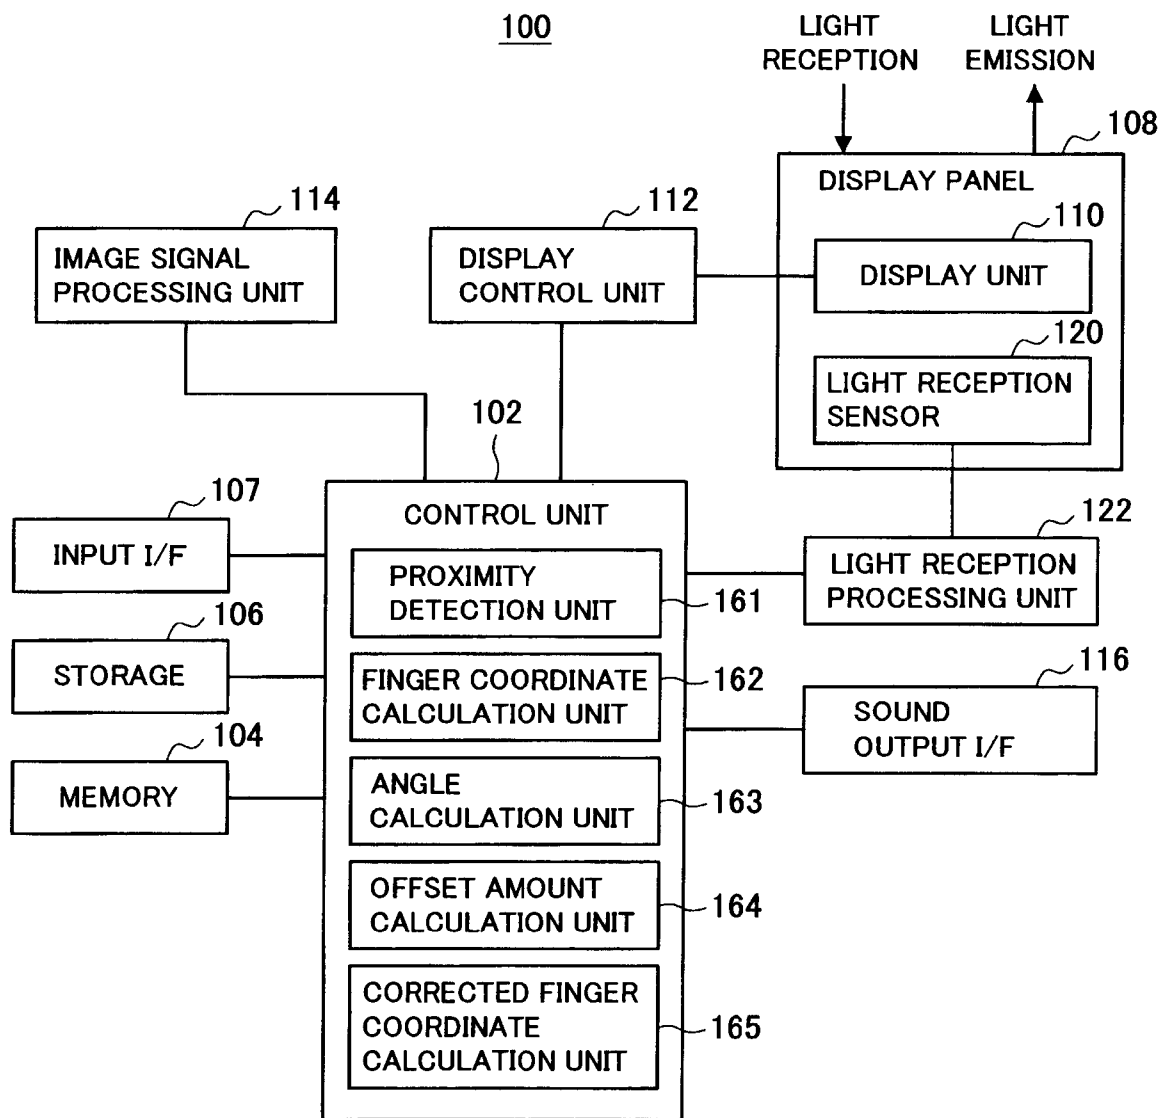 100
LIGHT
RECEPTION
LIGHT
EMISSION
108
DISPLAY PANEL
114
IMAGE SIGNAL
PROCESSING UNIT
112
DISPLAY
CONTROL UNIT
110
DISPLAY UNIT
120
LIGHT RECEPTION
SENSOR
102
CONTROL UNIT
107
INPUT I/F
106
STORAGE
104
MEMORY
PROXIMITY
DETECTION UNIT
161
FINGER COORDINATE
CALCULATION UNIT
162
ANGLE
CALCULATION UNIT
163
OFFSET AMOUNT
CALCULATION UNIT
164
CORRECTED FINGER
COORDINATE
CALCULATION UNIT
165
122
LIGHT RECEPTION
PROCESSING UNIT
116
SOUND
OUTPUT I/F